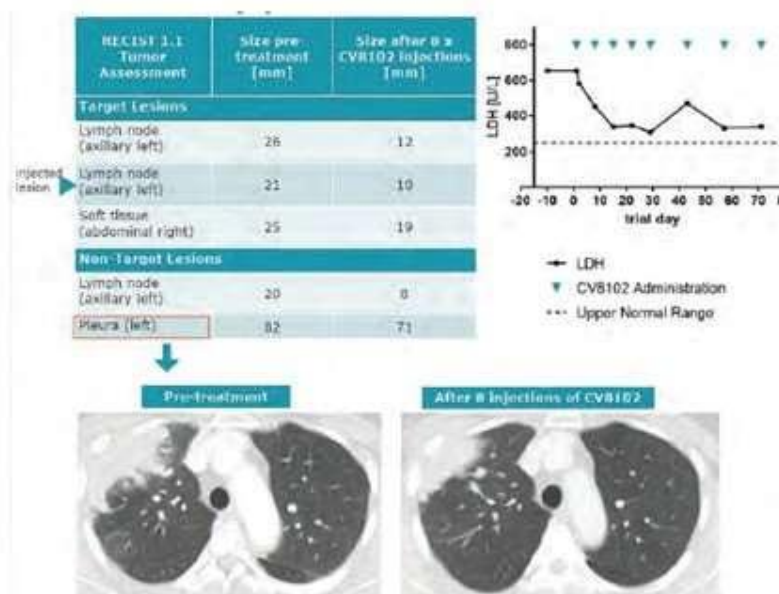 RECIST 1.1
Tumor
Assessment
Size pre-
treatment
[mm]
Size after 8 x
CV8102 injections
[mm]
Target Lesions
Lymph node
(axillary left)
26
12
injected
lesion
Lymph node
(axillary left)
21
10
Soft tissue
(abdominal right)
25
19
Non-Target Lesions
Lymph node
(axillary left)
20
8
Pleura (left)
82
71
LDH [U/L]
800
600
400
200
-20 -10 0 10 20 30 40 50 60 70
trial day
LDH
CV8102 Administration
Upper Normal Range
Pre-treatment
After 8 injections of CV8102